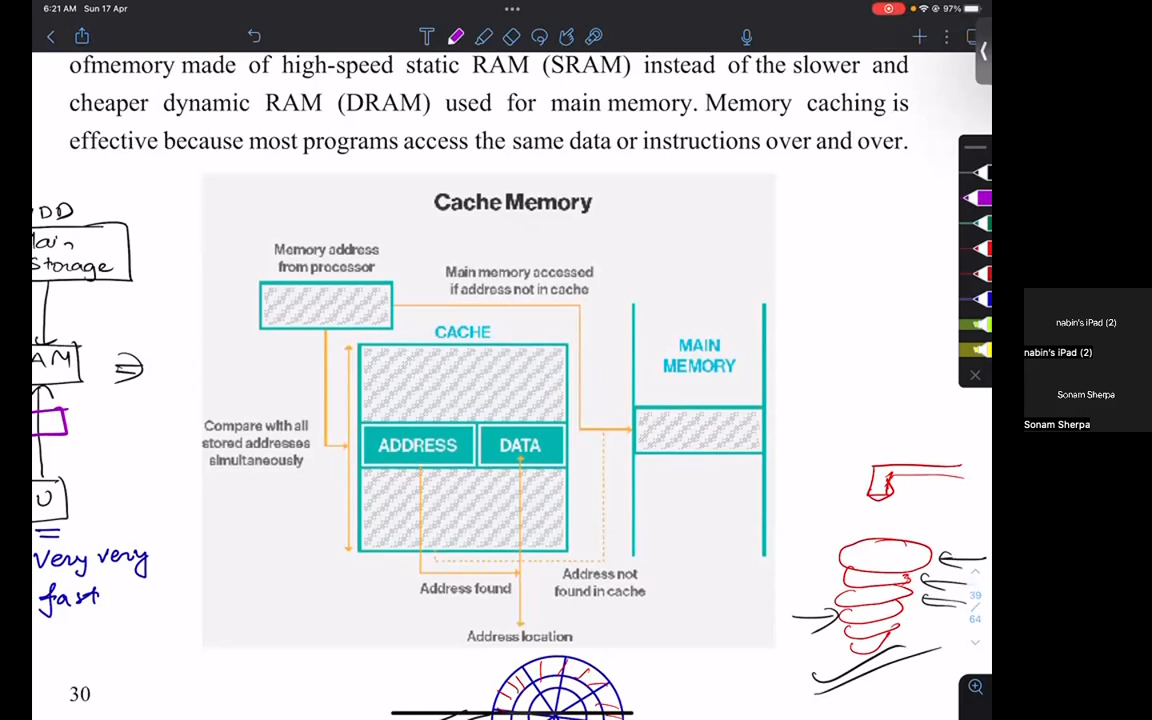 6:21 AM Sun 17 Apr
97%
T
ofmemory made of high-speed static RAM (SRAM) instead of the slower and
cheaper dynamic RAM (DRAM) used for main memory. Memory caching is
effective because most programs access the same data or instructions over and over.
Cache Memory
Memory address
from processor
Main memory accessed
if address not in cache
CACHE
MAIN
MEMORY
Compare with all
stored addresses
simultaneously
ADDRESS
DATA
Address found
Address not
found in cache
Address location
30
DD
Storage
AM
U
Very very
fast
39
64
nabin's iPad (2)
nabin's iPad (2)
Sonam Sherpa
Sonam Sherpa